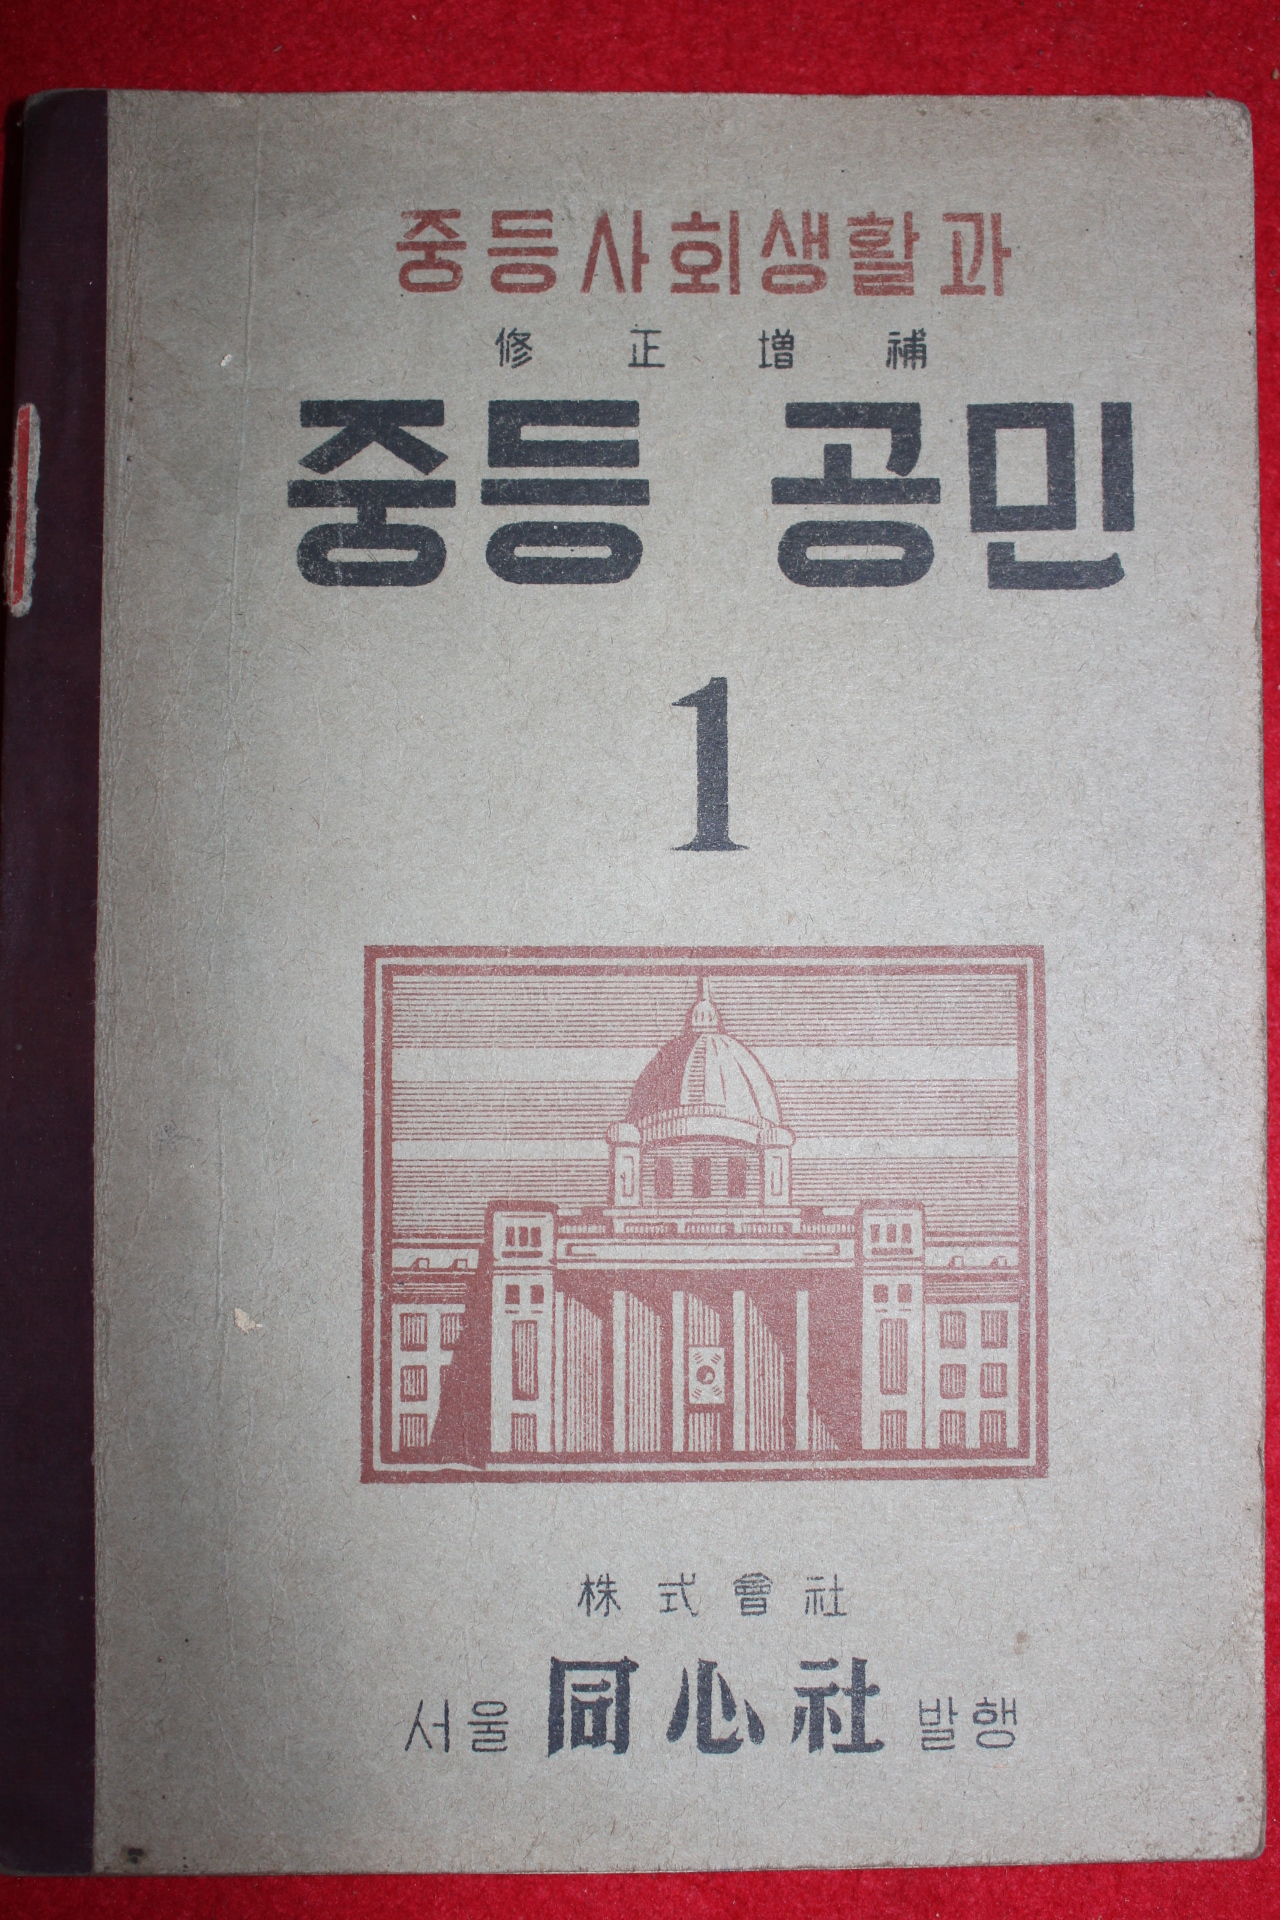 중등사회생활과
修正增補
중등 공민
1
株式會社
서울 同心社 발행